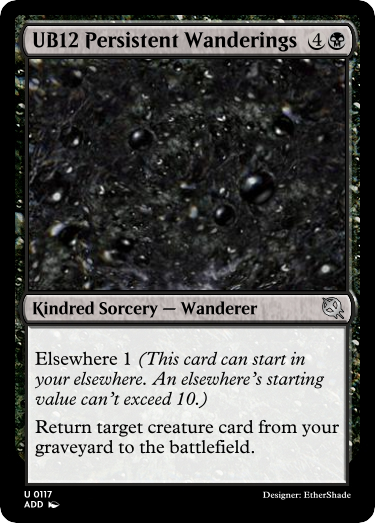 UB12 Persistent Wanderings 4
Kindred Sorcery — Wanderer
Elsewhere 1 (This card can start in
your elsewhere. An elsewhere's starting
value can't exceed 10.)
Return target creature card from your
graveyard to the battlefield.
U 0117
ADD
Designer: EtherShade